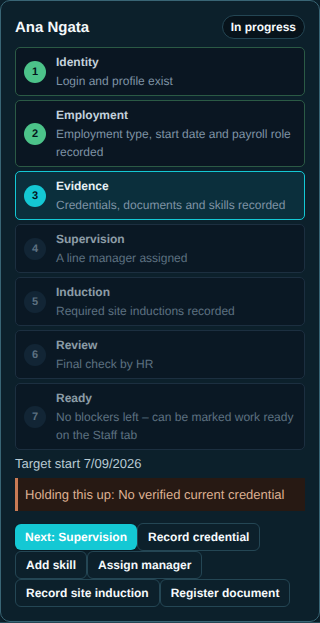 Ana Ngata
In progress
1
Identity
Login and profile exist
2
Employment
Employment type, start date and payroll role
recorded
3
Evidence
Credentials, documents and skills recorded
4
Supervision
A line manager assigned
5
Induction
Required site inductions recorded
6
Review
Final check by HR
7
Ready
No blockers left – can be marked work ready
on the Staff tab
Target start 7/09/2026
Holding this up: No verified current credential
Next: Supervision
Record credential
Add skill
Assign manager
Record site induction
Register document